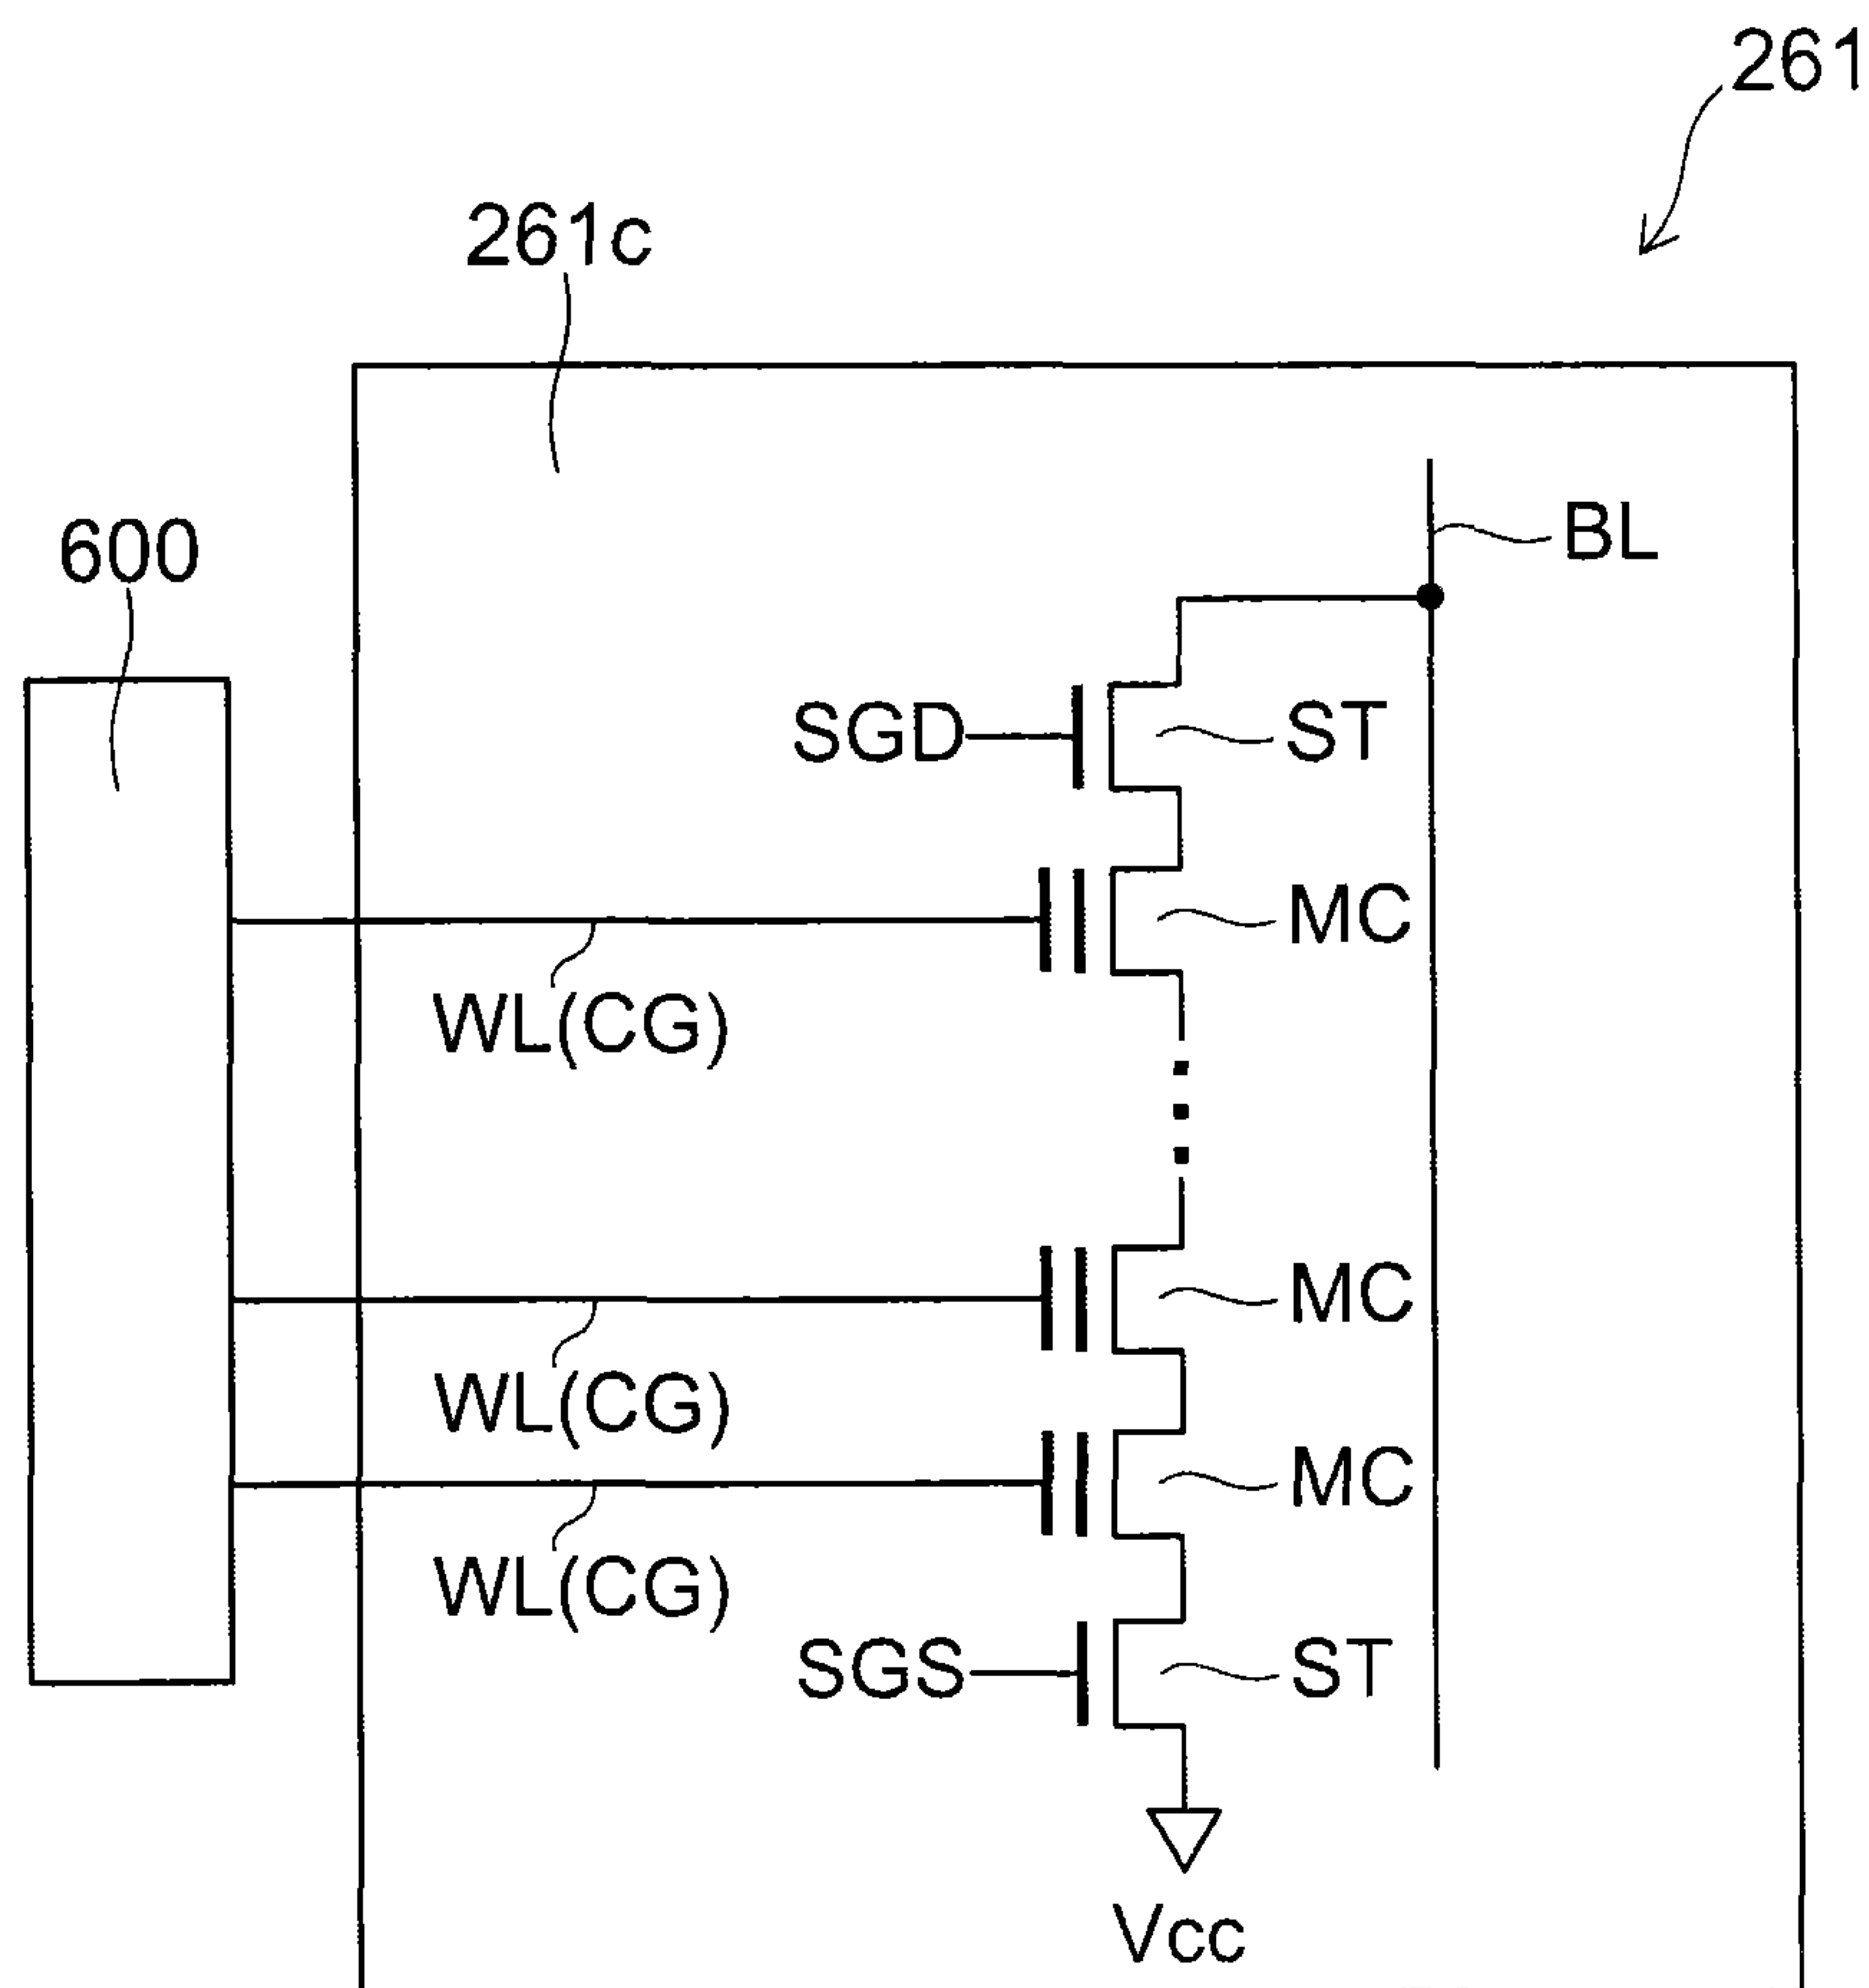 261
261c
600
BL
SGD
ST
MC
WL(CG)
MC
WL(CG)
MC
WL(CG)
SGS
ST
Vcc